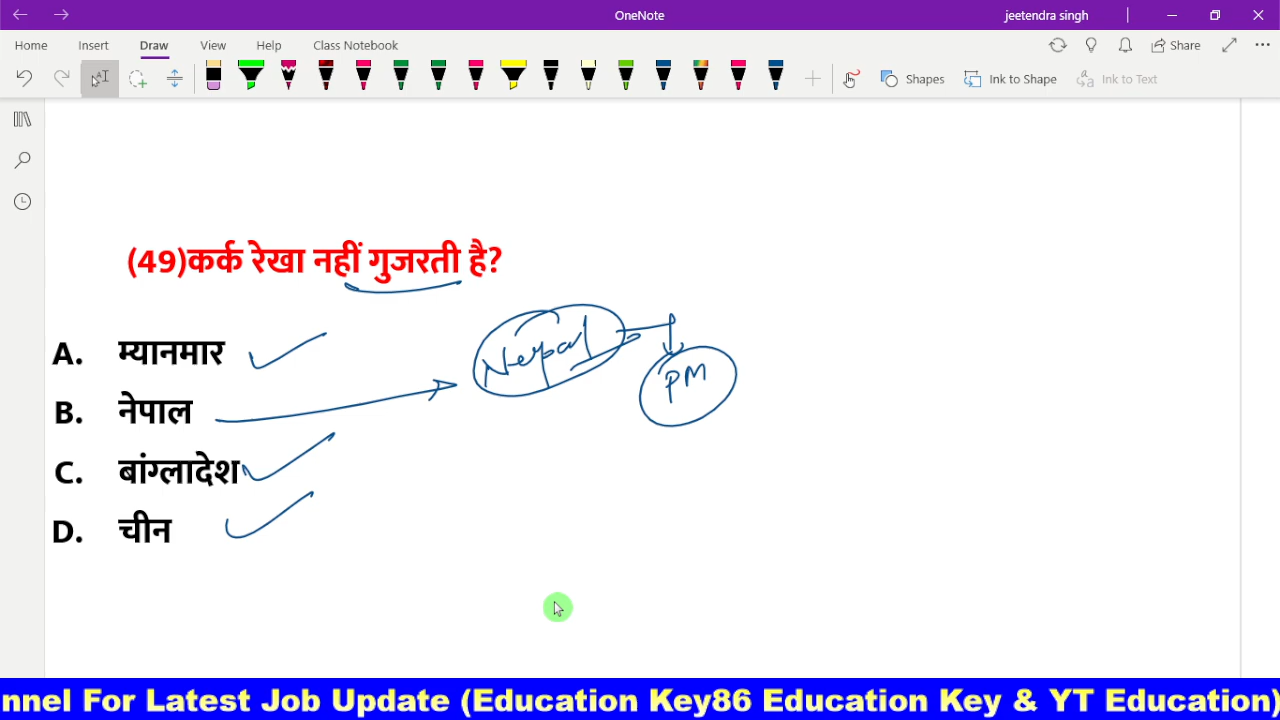 OneNote
jeetendra singh
Home Insert Draw View Help Class Notebook
Share
Shapes Ink to Shape Ink to Text
(49)कर्क रेखा नहीं गुजरती है?
A. म्यानमार
Nepal
PM
B. नेपाल
C. बांग्लादेश
D. चीन
nnel For Latest Job Update (Education Key86 Education Key & YT Education)